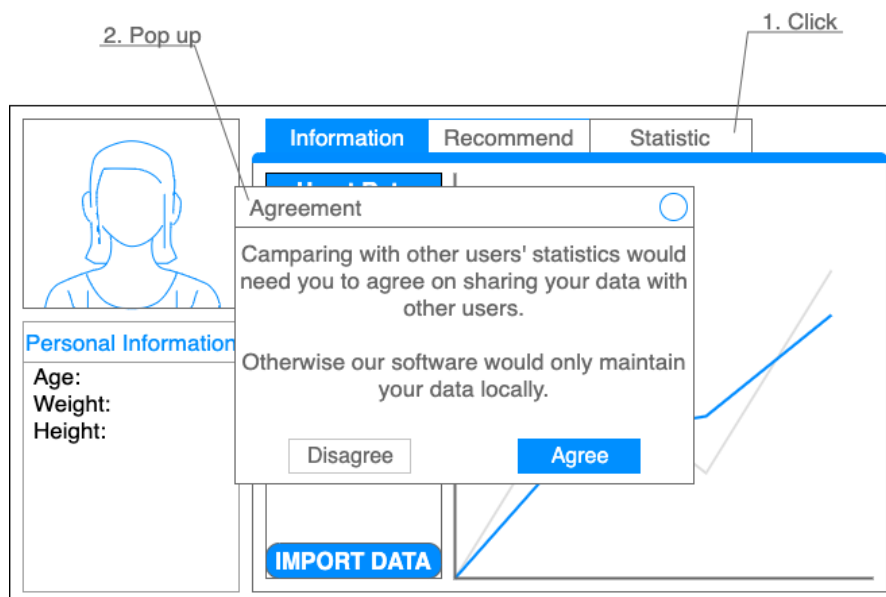 2. Pop up
1. Click
Information
Recommend
Statistic
Agreement
Camparing with other users' statistics would
need you to agree on sharing your data with
other users.
Otherwise our software would only maintain
your data locally.
Disagree
Agree
Personal Information
Age:
Weight:
Height:
IMPORT DATA